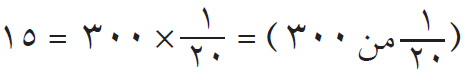 (١/٢٠ من ٣٠٠) = ١/٢٠ × ٣٠٠ = ١٥